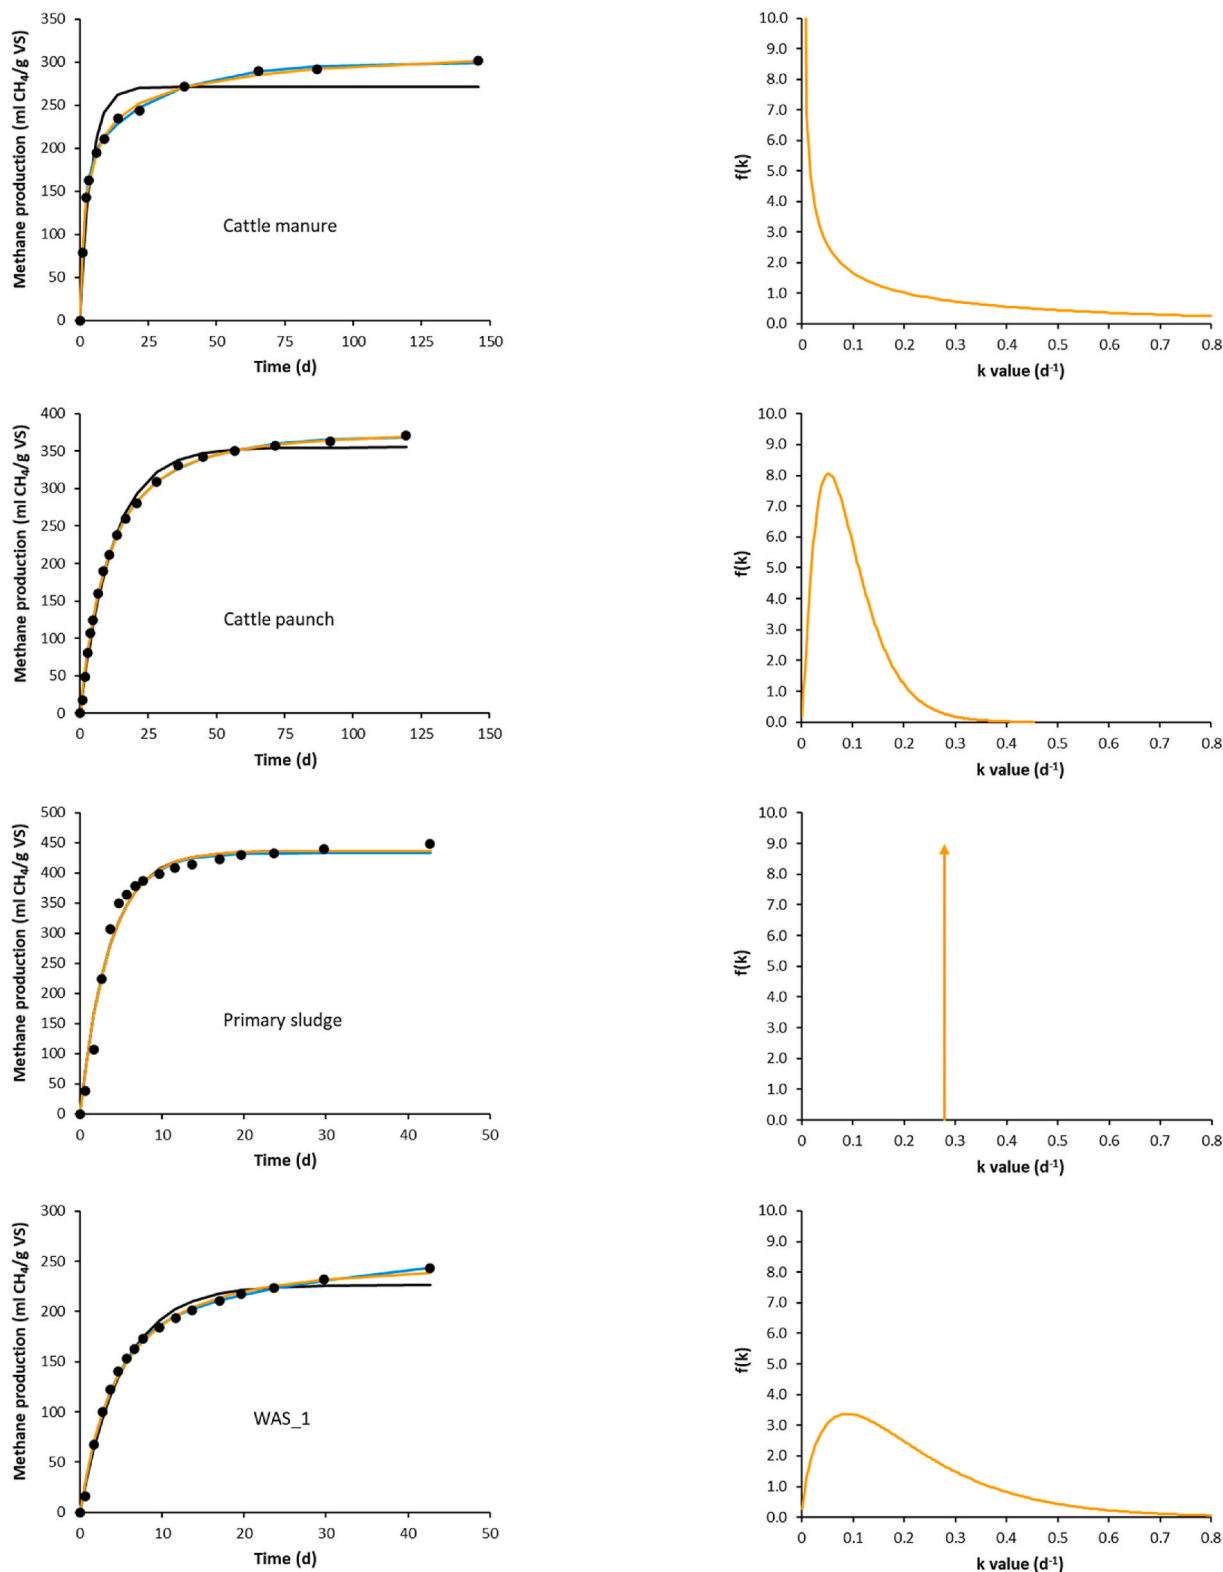 Methane production (ml CH₄/g VS)
350
300
250
200
150
100
50
0
Cattle manure
0 25 50 75 100 125 150
Time (d)
f(k)
10.0
9.0
8.0
7.0
6.0
5.0
4.0
3.0
2.0
1.0
0.0
0 0.1 0.2 0.3 0.4 0.5 0.6 0.7 0.8
k value (d⁻¹)
Methane production (ml CH₄/g VS)
400
350
300
250
200
150
100
50
0
Cattle paunch
0 25 50 75 100 125 150
Time (d)
f(k)
10.0
9.0
8.0
7.0
6.0
5.0
4.0
3.0
2.0
1.0
0.0
0 0.1 0.2 0.3 0.4 0.5 0.6 0.7 0.8
k value (d⁻¹)
Methane production (ml CH₄/g VS)
500
450
400
350
300
250
200
150
100
50
0
Primary sludge
0 10 20 30 40 50
Time (d)
f(k)
10.0
9.0
8.0
7.0
6.0
5.0
4.0
3.0
2.0
1.0
0.0
0 0.1 0.2 0.3 0.4 0.5 0.6 0.7 0.8
k value (d⁻¹)
Methane production (ml CH₄/g VS)
300
250
200
150
100
50
0
WAS_1
0 10 20 30 40 50
Time (d)
f(k)
10.0
9.0
8.0
7.0
6.0
5.0
4.0
3.0
2.0
1.0
0.0
0 0.1 0.2 0.3 0.4 0.5 0.6 0.7 0.8
k value (d⁻¹)